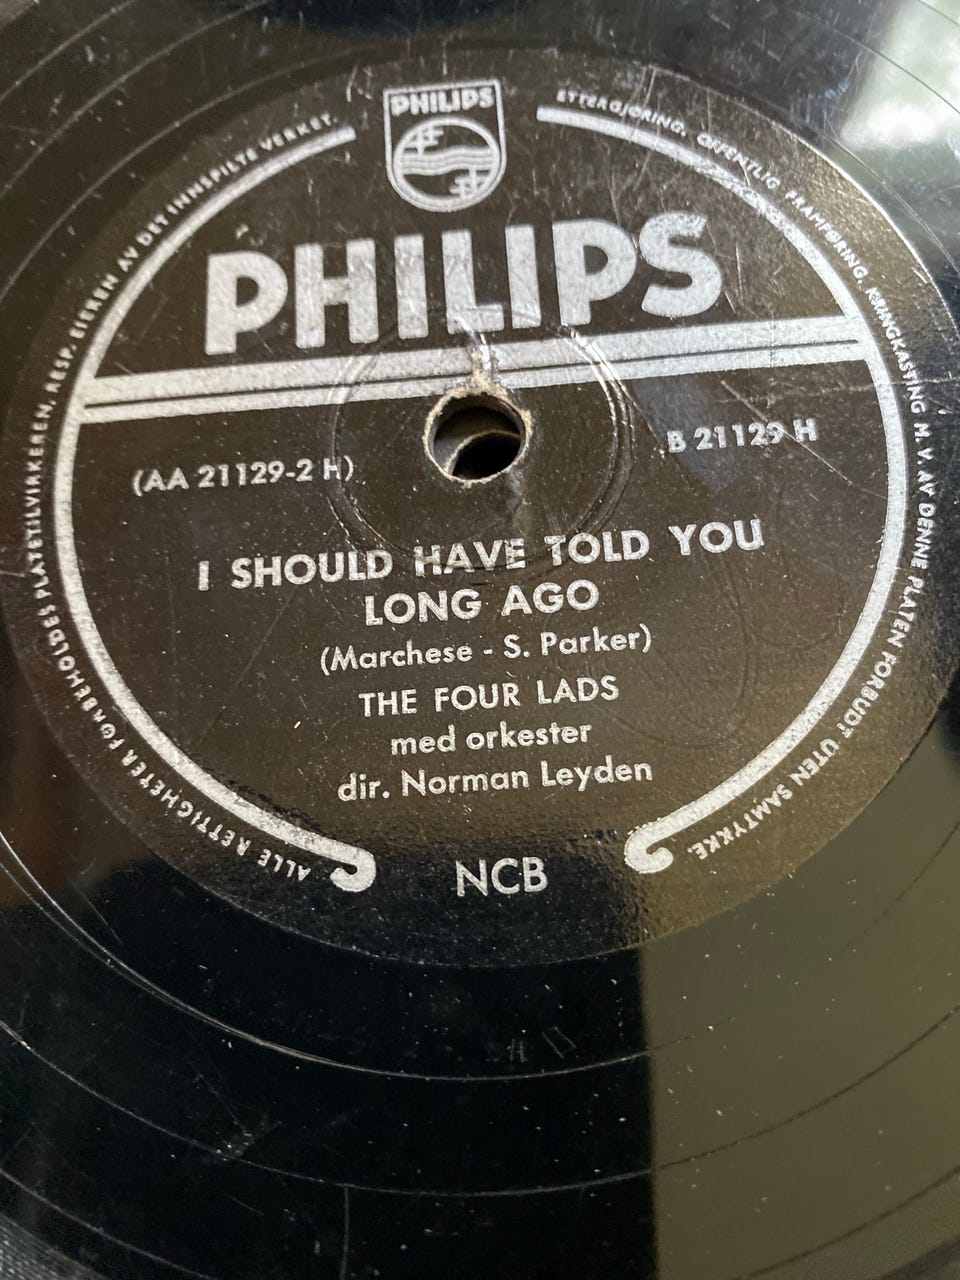 PHILIPS
PHILIPS
(AA 21129-2 H)
B 21129 H
I SHOULD HAVE TOLD YOU
LONG AGO
(Marchese - S. Parker)
THE FOUR LADS
med orkester
dir. Norman Leyden
NCB
ALLE RETTIGHETER FORBEHOLDES PLATETILVIRKEREN, RESP. EIEREN AV DET INNSPILTE VERKET.
ETTERGJØRING, OFFENTLIG FRAMFØRING, KRINGKASTING M. V. AV DENNE PLATEN FORBUDT UTEN SAMTYKKE.